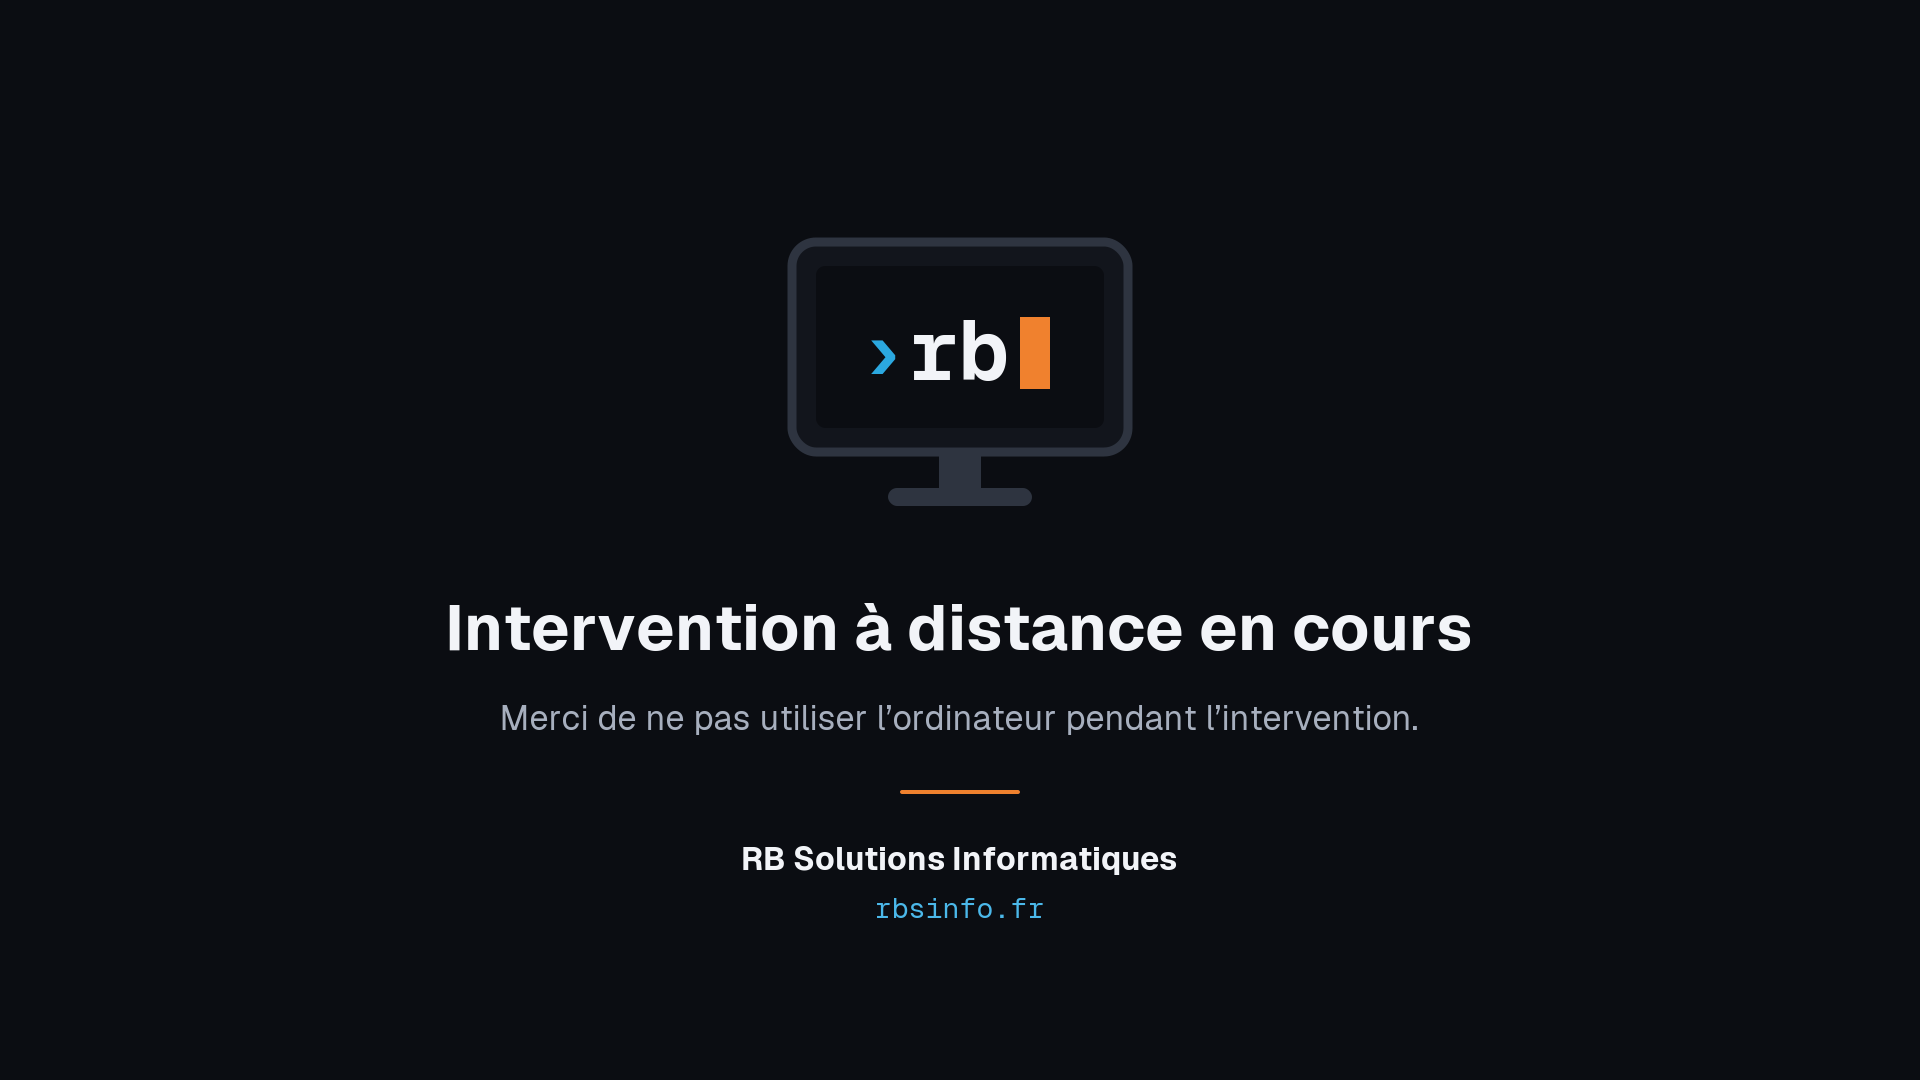 ›rb
Intervention à distance en cours
Merci de ne pas utiliser l’ordinateur pendant l’intervention.
RB Solutions Informatiques
rbsinfo.fr